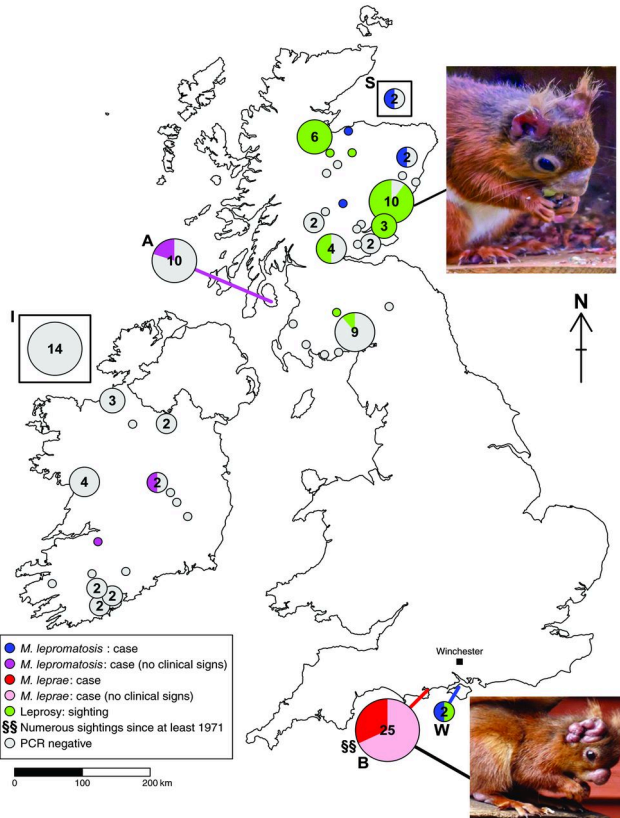 S
2
6
2
10
3
2
4
2
A
10
N
9
I
14
3
2
4
2
2
2
2
M. lepromatosis : case
M. lepromatosis: case (no clinical signs)
M. leprae: case
M. leprae: case (no clinical signs)
Leprosy: sighting
§§ Numerous sightings since at least 1971
PCR negative
0 100 200 km
Winchester
2
W
25
§§
B